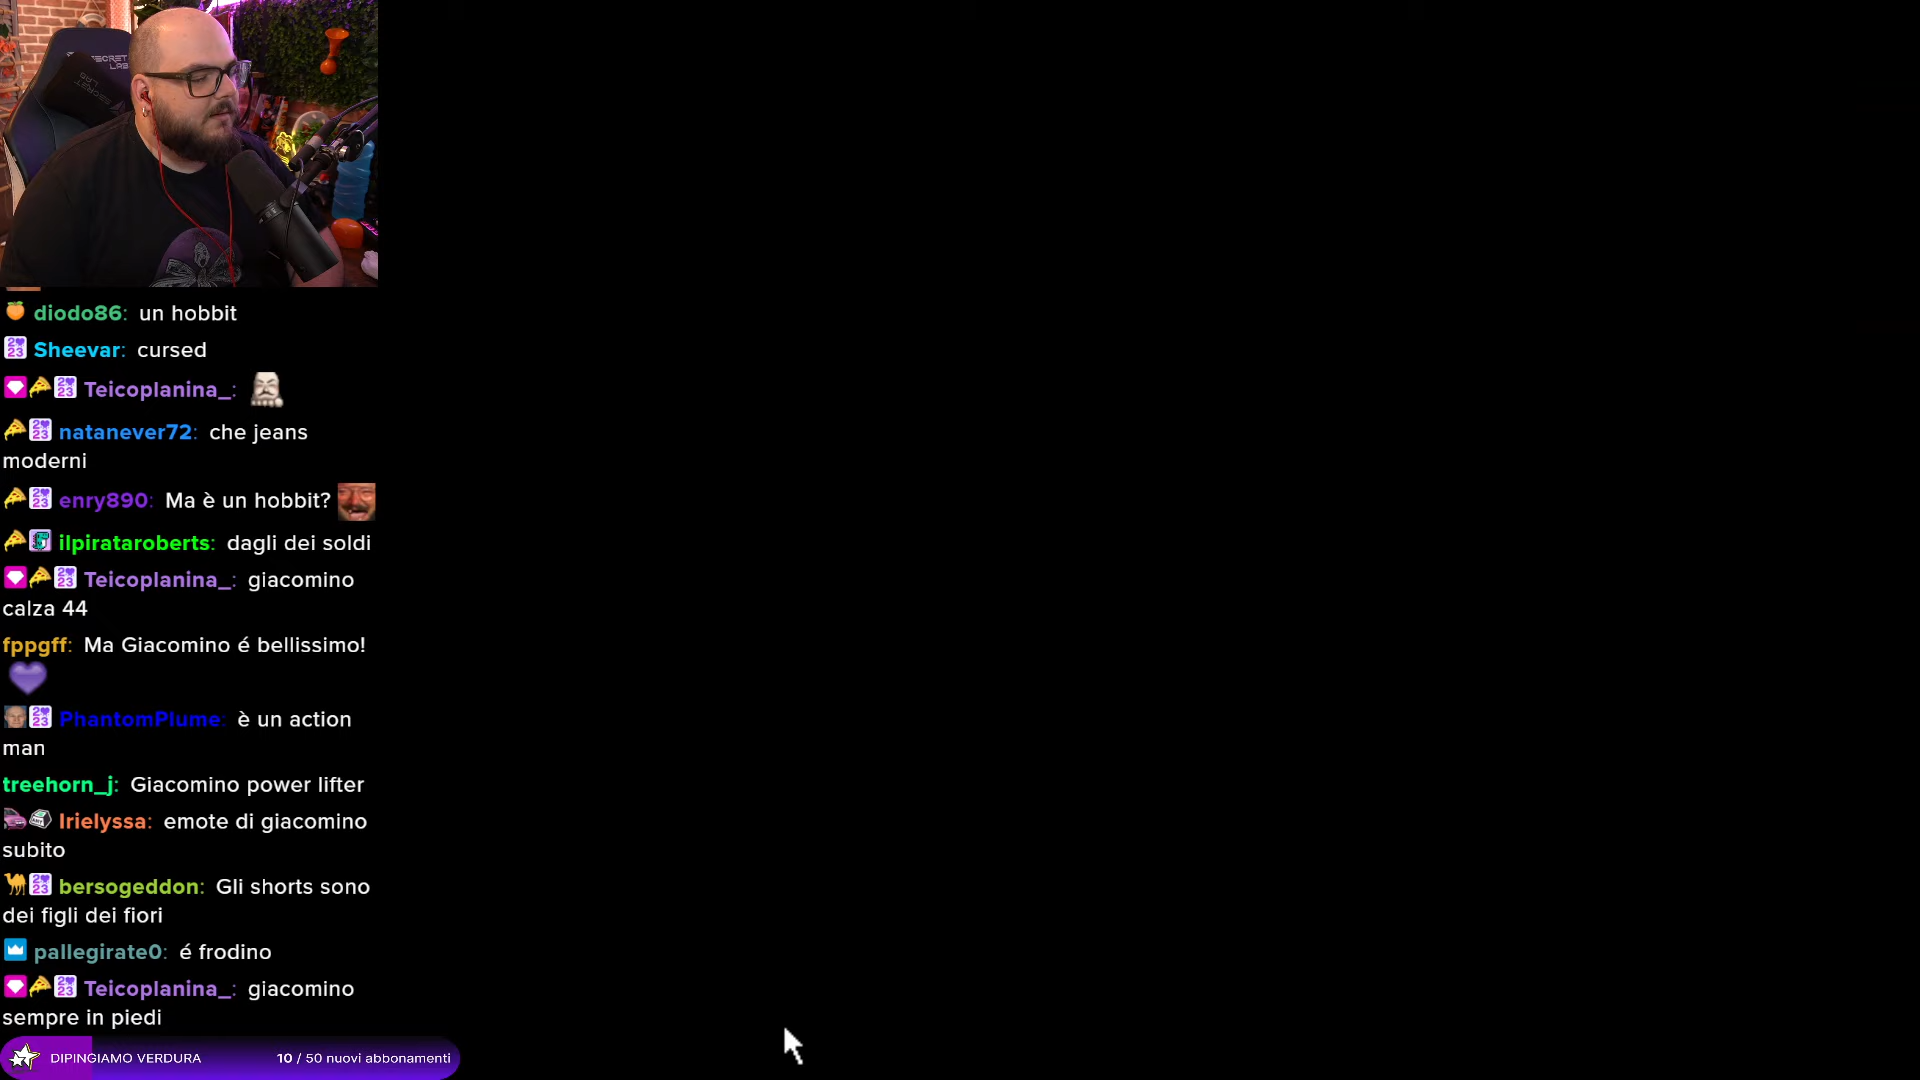 SECRET
LAB
diodo86: un hobbit
Sheevar: cursed
Teicoplanina_:
natanever72: che jeans
moderni
enry890: Ma è un hobbit?
ilpirataroberts: dagli dei soldi
Teicoplanina_: giacomino
calza 44
fppgff: Ma Giacomino é bellissimo!
PhantomPlume: è un action
man
treehorn_j: Giacomino power lifter
Irielyssa: emote di giacomino
subito
bersogeddon: Gli shorts sono
dei figli dei fiori
pallegirate0: é frodino
Teicoplanina_: giacomino
sempre in piedi
DIPINGIAMO VERDURA 10 / 50 nuovi abbonamenti